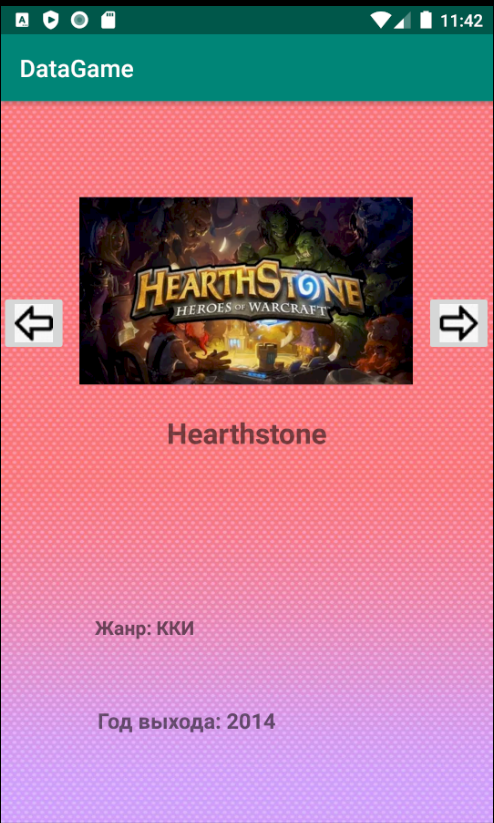 11:42
DataGame
HEARTHSTONE
HEROES OF WARCRAFT
Hearthstone
Жанр: ККИ
Год выхода: 2014